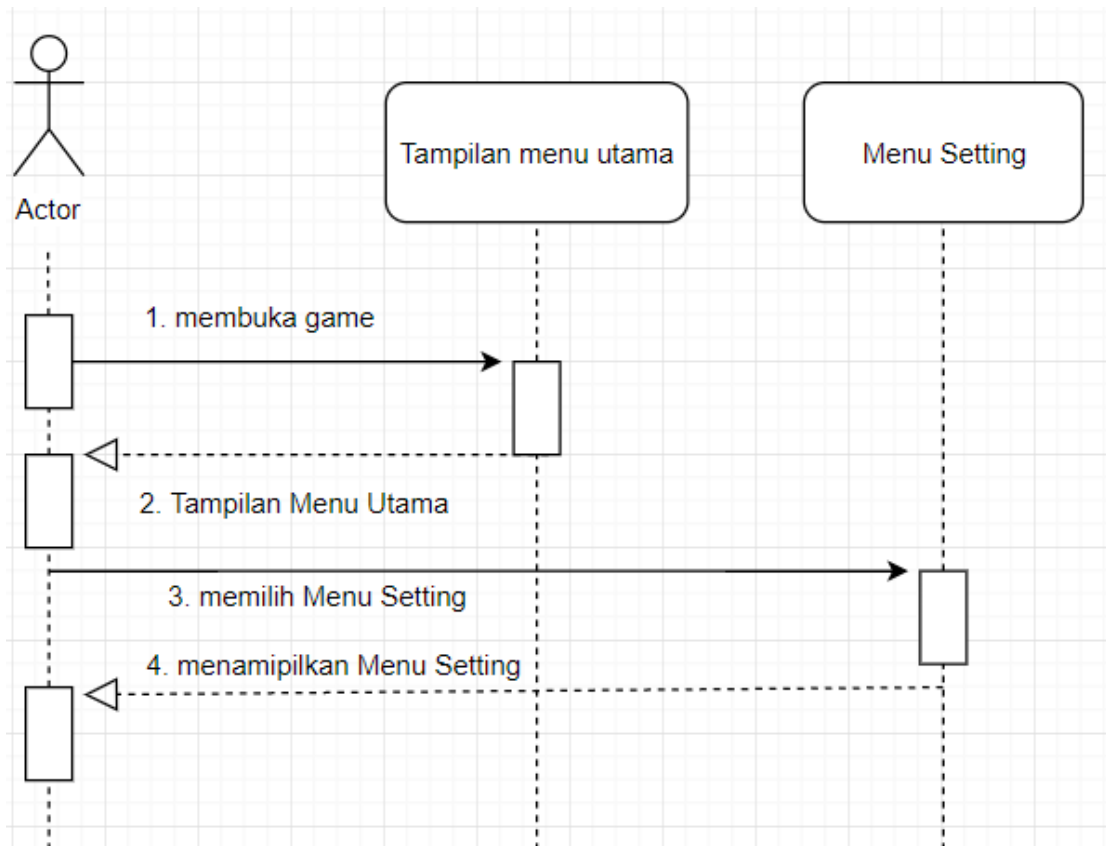 Tampilan menu utama
Menu Setting
Actor
1. membuka game
2. Tampilan Menu Utama
3. memilih Menu Setting
4. menamipilkan Menu Setting